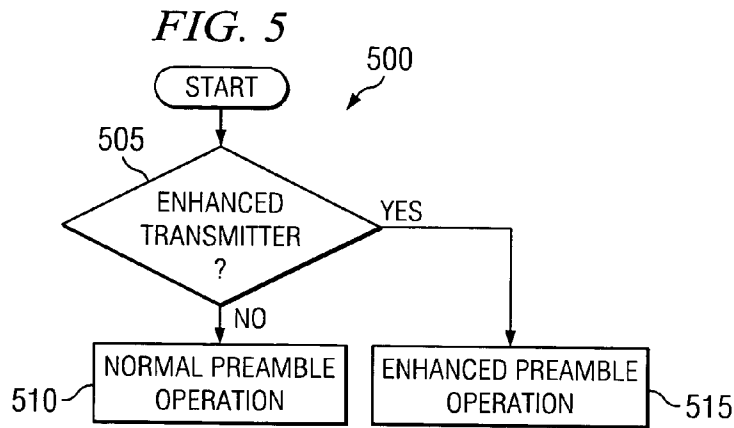 FIG. 5
START
500
505
ENHANCED
TRANSMITTER
?
YES
NO
NORMAL PREAMBLE
OPERATION
510
ENHANCED PREAMBLE
OPERATION
515